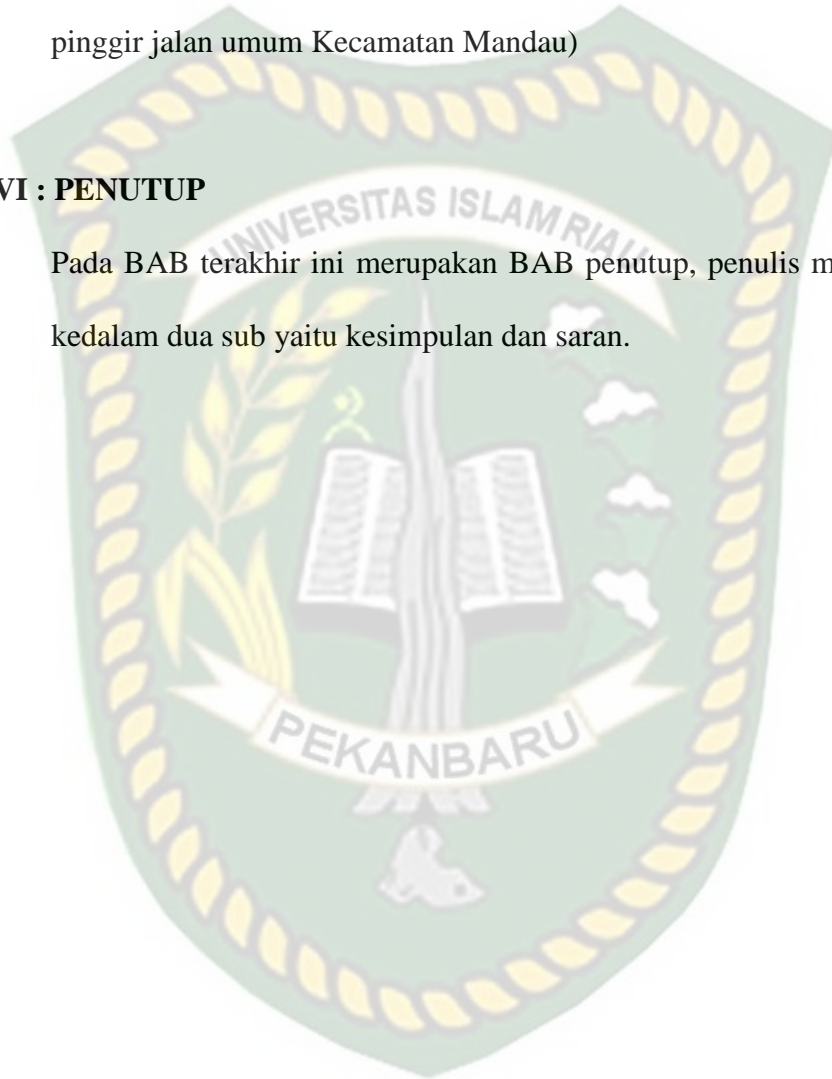 pinggir jalan umum Kecamatan Mandau)
VI : PENUTUP
UNIVERSITAS ISLAM RIAU
Pada BAB terakhir ini merupakan BAB penutup, penulis m
kedalam dua sub yaitu kesimpulan dan saran.
PEKANBARU